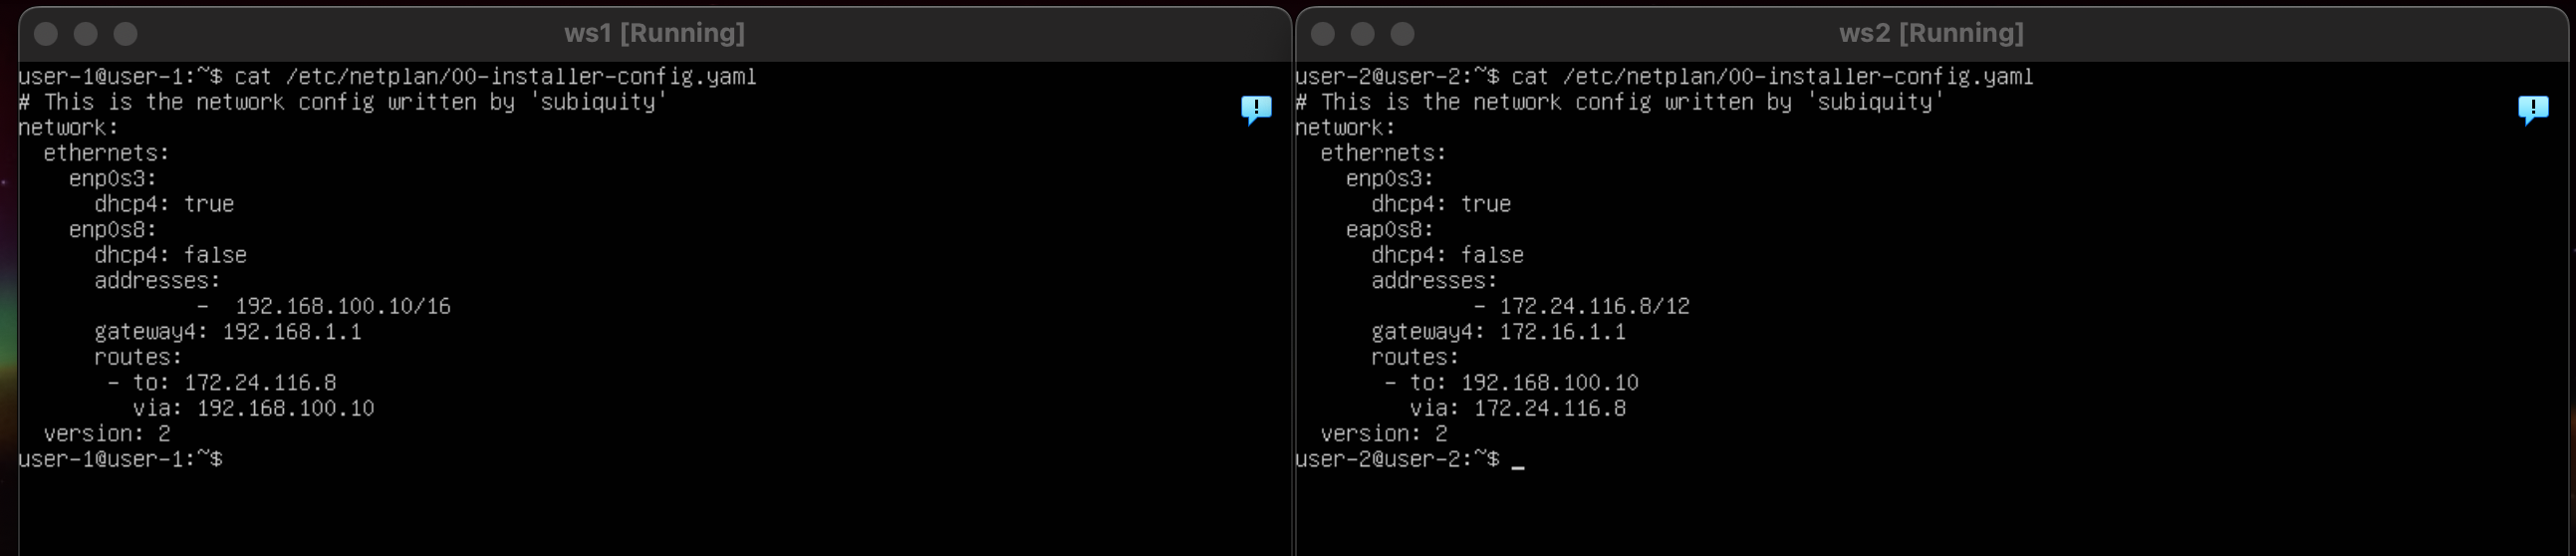 ws1 [Running]
user-1@user-1:~$ cat /etc/netplan/00-installer-config.yaml
# This is the network config written by 'subiquity'
network:
  ethernets:
    enp0s3:
      dhcp4: true
    enp0s8:
      dhcp4: false
      addresses:
              -  192.168.100.10/16
      gateway4: 192.168.1.1
      routes:
       - to: 172.24.116.8
         via: 192.168.100.10
  version: 2
user-1@user-1:~$
ws2 [Running]
user-2@user-2:~$ cat /etc/netplan/00-installer-config.yaml
# This is the network config written by 'subiquity'
network:
  ethernets:
    enp0s3:
      dhcp4: true
    eap0s8:
      dhcp4: false
      addresses:
              - 172.24.116.8/12
      gateway4: 172.16.1.1
      routes:
       - to: 192.168.100.10
         via: 172.24.116.8
  version: 2
user-2@user-2:~$ _